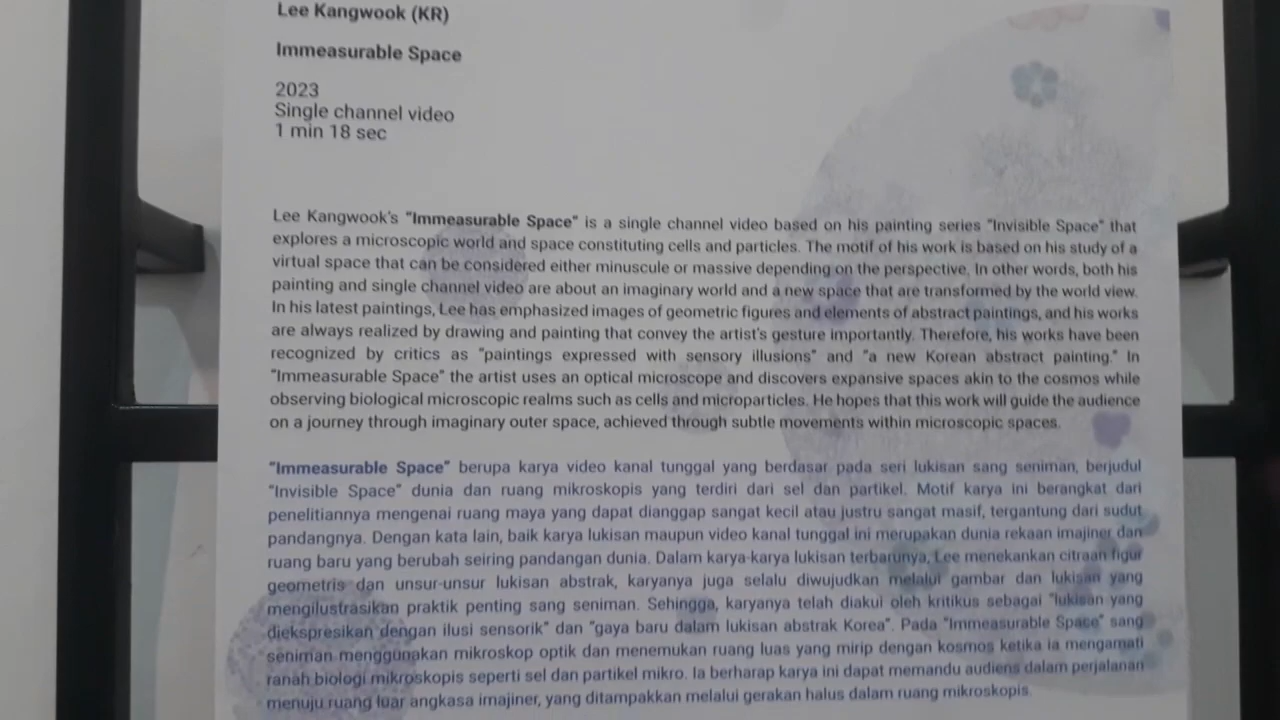 Lee Kangwook (KR)
Immeasurable Space
2023
Single channel video
1 min 18 sec
Lee Kangwook's "Immeasurable Space" is a single channel video based on his painting series "Invisible Space" that
explores a microscopic world and space constituting cells and particles. The motif of his work is based on his study of a
virtual space that can be considered either minuscule or massive depending on the perspective. In other words, both his
painting and single channel video are about an imaginary world and a new space that are transformed by the world view.
In his latest paintings, Lee has emphasized images of geometric figures and elements of abstract paintings, and his works
are always realized by drawing and painting that convey the artist's gesture importantly. Therefore, his works have been
recognized by critics as "paintings expressed with sensory illusions" and "a new Korean abstract painting." In
"Immeasurable Space" the artist uses an optical microscope and discovers expansive spaces akin to the cosmos while
observing biological microscopic realms such as cells and microparticles. He hopes that this work will guide the audience
on a journey through imaginary outer space, achieved through subtle movements within microscopic spaces.
"Immeasurable Space" berupa karya video kanal tunggal yang berdasar pada seri lukisan sang seniman, berjudul
"Invisible Space" dunia dan ruang mikroskopis yang terdiri dari sel dan partikel. Motif karya ini berangkat dari
penelitiannya mengenai ruang maya yang dapat dianggap sangat kecil atau justru sangat masif, tergantung dari sudut
pandangnya. Dengan kata lain, baik karya lukisan maupun video kanal tunggal ini merupakan dunia rekaan imajiner dan
ruang baru yang berubah seiring pandangan dunia. Dalam karya-karya lukisan terbarunya, Lee menekankan citraan figur
geometris dan unsur-unsur lukisan abstrak, karyanya juga selalu diwujudkan melalui gambar dan lukisan yang
mengilustrasikan praktik penting sang seniman. Sehingga, karyanya telah diakui oleh kritikus sebagai "lukisan yang
diekspresikan dengan ilusi sensorik" dan "gaya baru dalam lukisan abstrak Korea". Pada "Immeasurable Space" sang
seniman menggunakan mikroskop optik dan menemukan ruang luas yang mirip dengan kosmos ketika ia mengamati
ranah biologi mikroskopis seperti sel dan partikel mikro. Ia berharap karya ini dapat memandu audiens dalam perjalanan
menuju ruang luar angkasa imajiner, yang ditampakkan melalui gerakan halus dalam ruang mikroskopis.